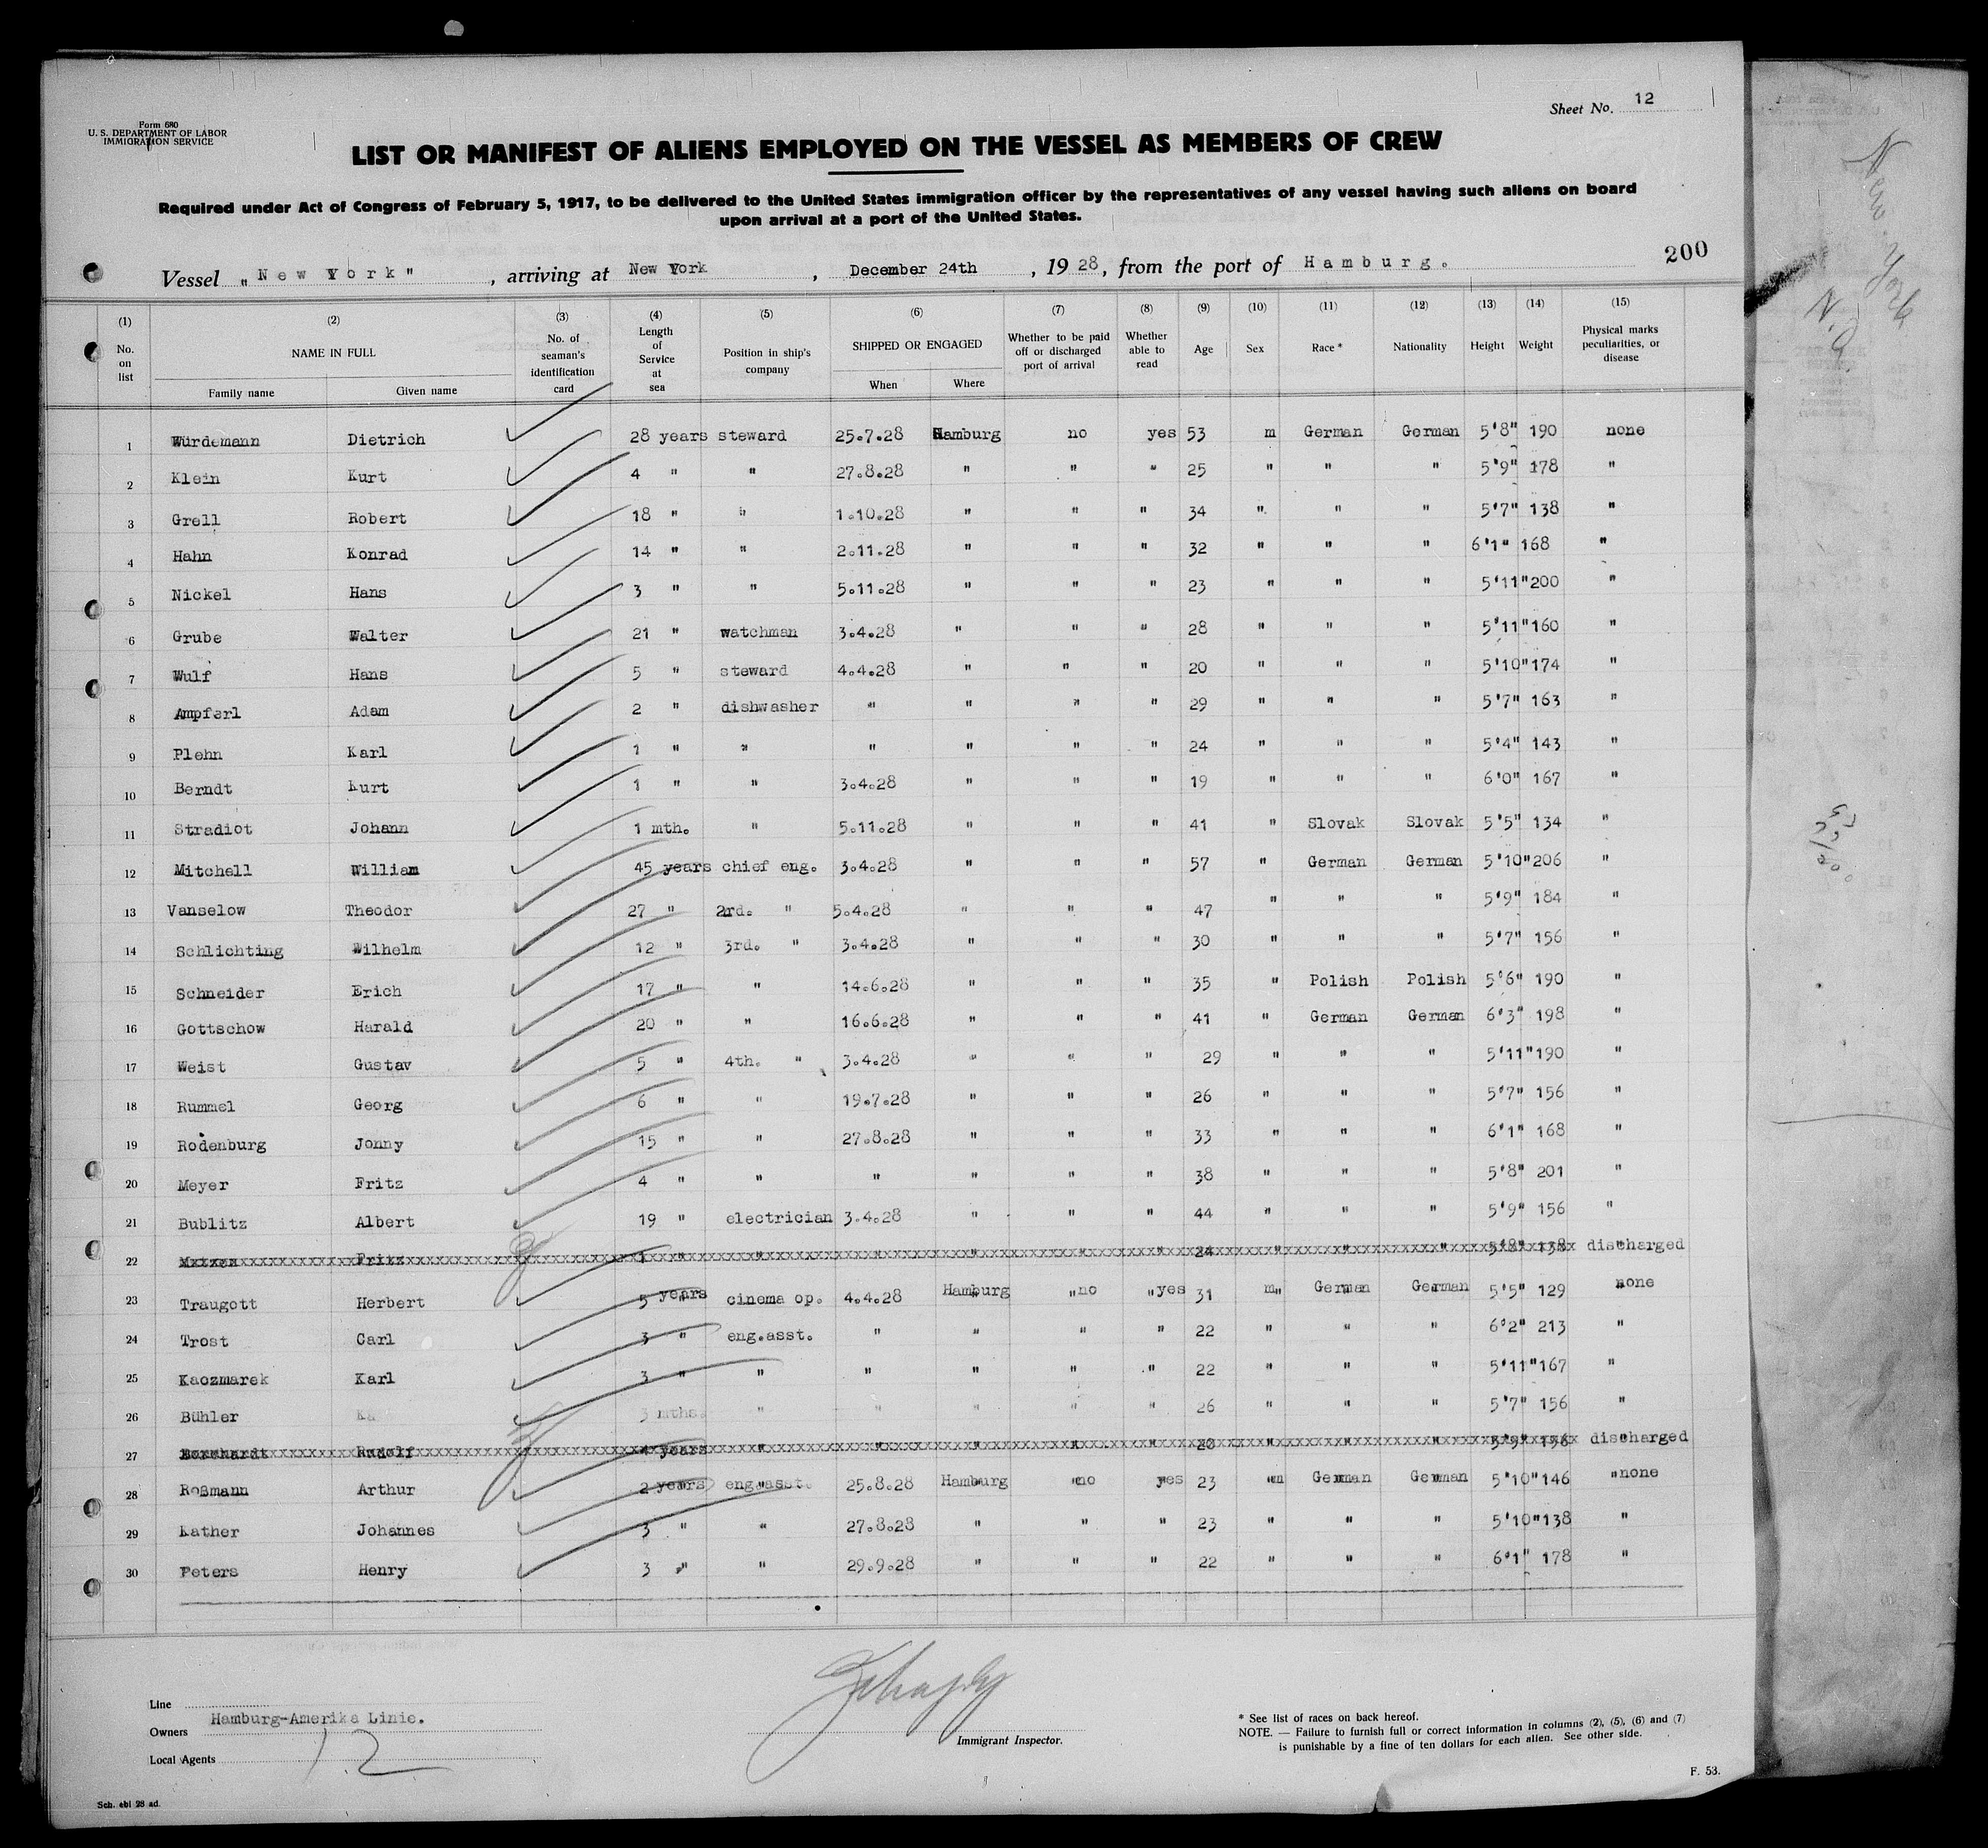 Sheet No. 12
Form 680
U. S. DEPARTMENT OF LABOR
IMMIGRATION SERVICE
LIST OR MANIFEST OF ALIENS EMPLOYED ON THE VESSEL AS MEMBERS OF CREW
Required under Act of Congress of February 5, 1917, to be delivered to the United States immigration officer by the representatives of any vessel having such aliens on board
upon arrival at a port of the United States.
200
Vessel "New York" , arriving at New York , December 24th , 1928, from the port of Hamburg.
(1) (2) (3) (4) (5) (6) (7) (8) (9) (10) (11) (12) (13) (14) (15)
No. on list NAME IN FULL Family name Given name No. of seaman's identification card Length of Service at sea Position in ship's company SHIPPED OR ENGAGED When Where Whether to be paid off or discharged port of arrival Whether able to read Age Sex Race * Nationality Height Weight Physical marks peculiarities, or disease
1 Würdemann Dietrich 28 years steward 25.7.28 Hamburg no yes 53 m German German 5'8" 190 none
2 Klein Kurt 4 " " 27.8.28 " " " 25 " " " 5'9" 178 "
3 Grell Robert 18 " " 1.10.28 " " " 34 " " " 5'7" 138 "
4 Hahn Konrad 14 " " 2.11.28 " " " 32 " " " 6'1" 168 "
5 Nickel Hans 3 " " 5.11.28 " " " 23 " " " 5'11" 200 "
6 Grube Walter 21 " watchman 3.4.28 " " " 28 " " " 5'11" 160 "
7 Wulf Hans 5 " steward 4.4.28 " " " 20 " " " 5'10" 174 "
8 Ampferl Adam 2 " dishwasher " " " " 29 " " " 5'7" 163 "
9 Plehn Karl 1 " " " " " " 24 " " " 5'4" 143 "
10 Berndt Kurt 1 " " 3.4.28 " " " 19 " " " 6'0" 167 "
11 Stradiot Johann 1 mth. " 5.11.28 " " " 41 " Slovak Slovak 5'5" 134 "
12 Mitchell William 45 years chief eng. 3.4.28 " " " 57 " German German 5'10" 206 "
13 Vanselow Theodor 27 " 2rd. " 5.4.28 " " " 47 " " " 5'9" 184 "
14 Schlichting Wilhelm 12 " 3rd. " 3.4.28 " " " 30 " " " 5'7" 156 "
15 Schneider Erich 17 " " 14.6.28 " " " 35 " Polish Polish 5'6" 190 "
16 Gottschow Harald 20 " " 16.6.28 " " " 41 " German German 6'3" 198 "
17 Weist Gustav 5 " 4th. " 3.4.28 " " " 29 " " " 5'11" 190 "
18 Rummel Georg 6 " " 19.7.28 " " " 26 " " " 5'7" 156 "
19 Rodenburg Jonny 15 " " 27.8.28 " " " 33 " " " 6'1" 168 "
20 Meyer Fritz 4 " " " " " " 38 " " " 5'8" 201 "
21 Bublitz Albert 19 " electrician 3.4.28 " " " 44 " " " 5'9" 156 "
22 Fritz 1 " " " " " " 24 " " " 5'8" 138 discharged
23 Traugott Herbert 5 years cinema op. 4.4.28 Hamburg no yes 31 m German German 5'5" 129 none
24 Trost Carl 3 " eng.asst. " " " " 22 " " " 6'2" 213 "
25 Kaczmarek Karl 3 " " " " " " 22 " " " 5'11" 167 "
26 Bühler Ka 3 mths. " " " " " 26 " " " 5'7" 156 "
27 Rudolf 4 years " " " " " " " " 5'9" 156 discharged
28 Roßmann Arthur 2 years eng.asst. 25.8.28 Hamburg no yes 23 m German German 5'10" 146 none
29 Kather Johannes 3 " " 27.8.28 " " " 23 " " " 5'10" 138 "
30 Peters Henry 3 " " 29.9.28 " " " 22 " " " 6'1" 178 "
Line
Owners Hamburg-Amerika Linie.
Local Agents
12
Immigrant Inspector.
* See list of races on back hereof.
NOTE. — Failure to furnish full or correct information in columns (2), (5), (6) and (7)
is punishable by a fine of ten dollars for each alien. See other side.
F. 53.
Sch. ebl 28 ad.
New York
N.